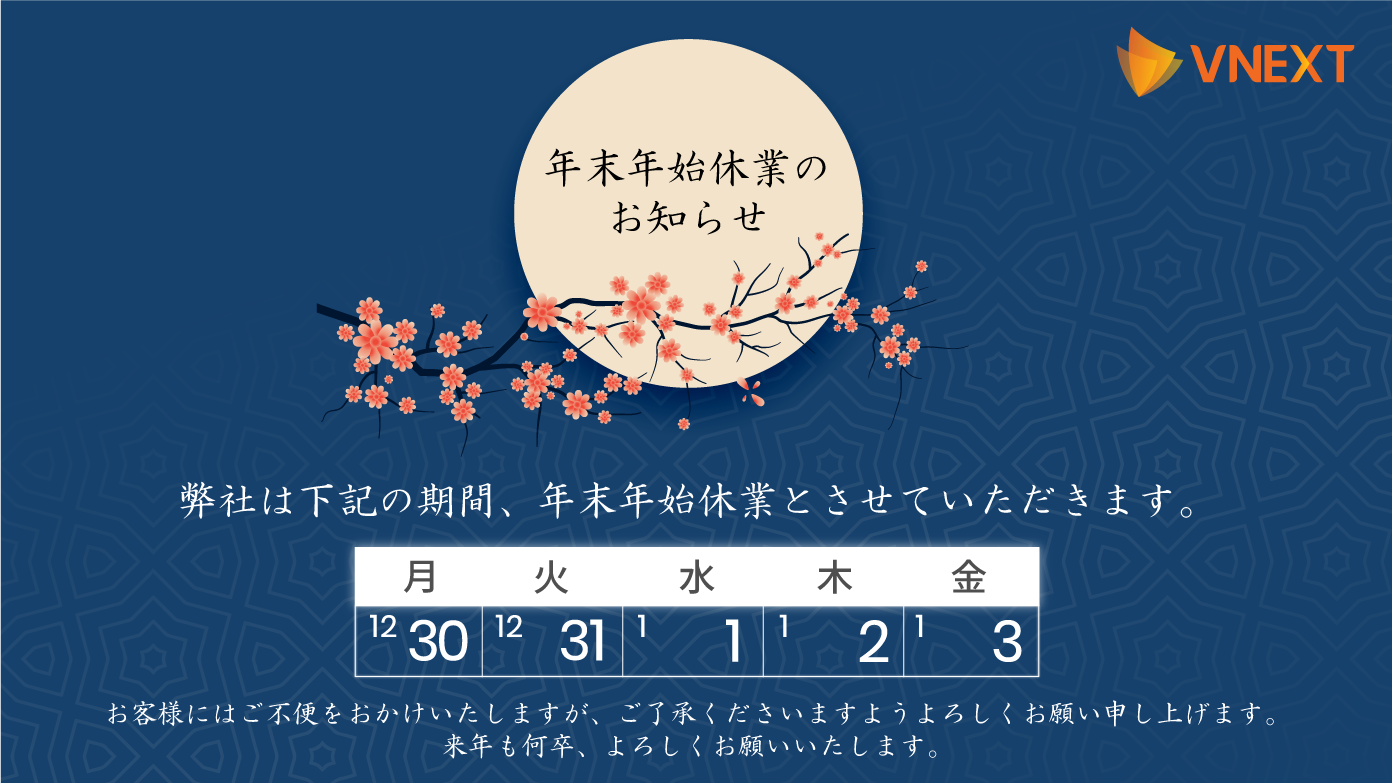 VNEXT
年末年始休業の
お知らせ
弊社は下記の期間、年末年始休業とさせていただきます。
月 火 水 木 金
12 30 12 31 1 1 1 2 1 3
お客様にはご不便をおかけいたしますが、ご了承くださいますようよろしくお願い申し上げます。
来年も何卒、よろしくお願いいたします。